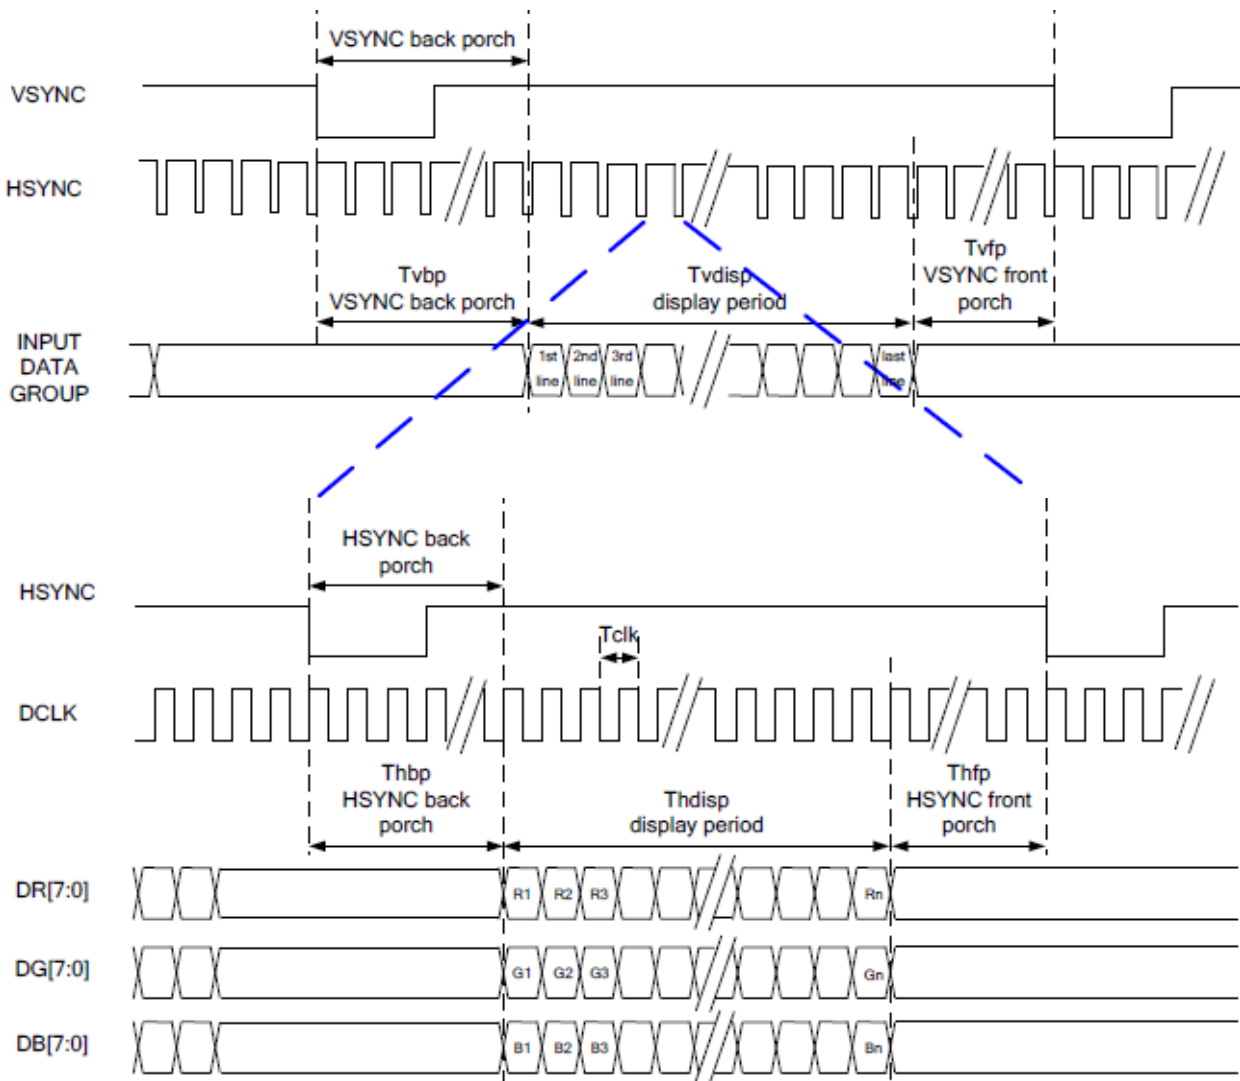 VSYNC back porch
VSYNC
HSYNC
Tvbp
VSYNC back porch
Tvdisp
display period
Tvfp
VSYNC front
porch
INPUT
DATA
GROUP
1st
line
2nd
line
3rd
line
last
line
HSYNC back
porch
HSYNC
Tclk
DCLK
Thbp
HSYNC back
porch
Thdisp
display period
Thfp
HSYNC front
porch
DR[7:0]
R1 R2 R3 Rn
DG[7:0]
G1 G2 G3 Gn
DB[7:0]
B1 B2 B3 Bn